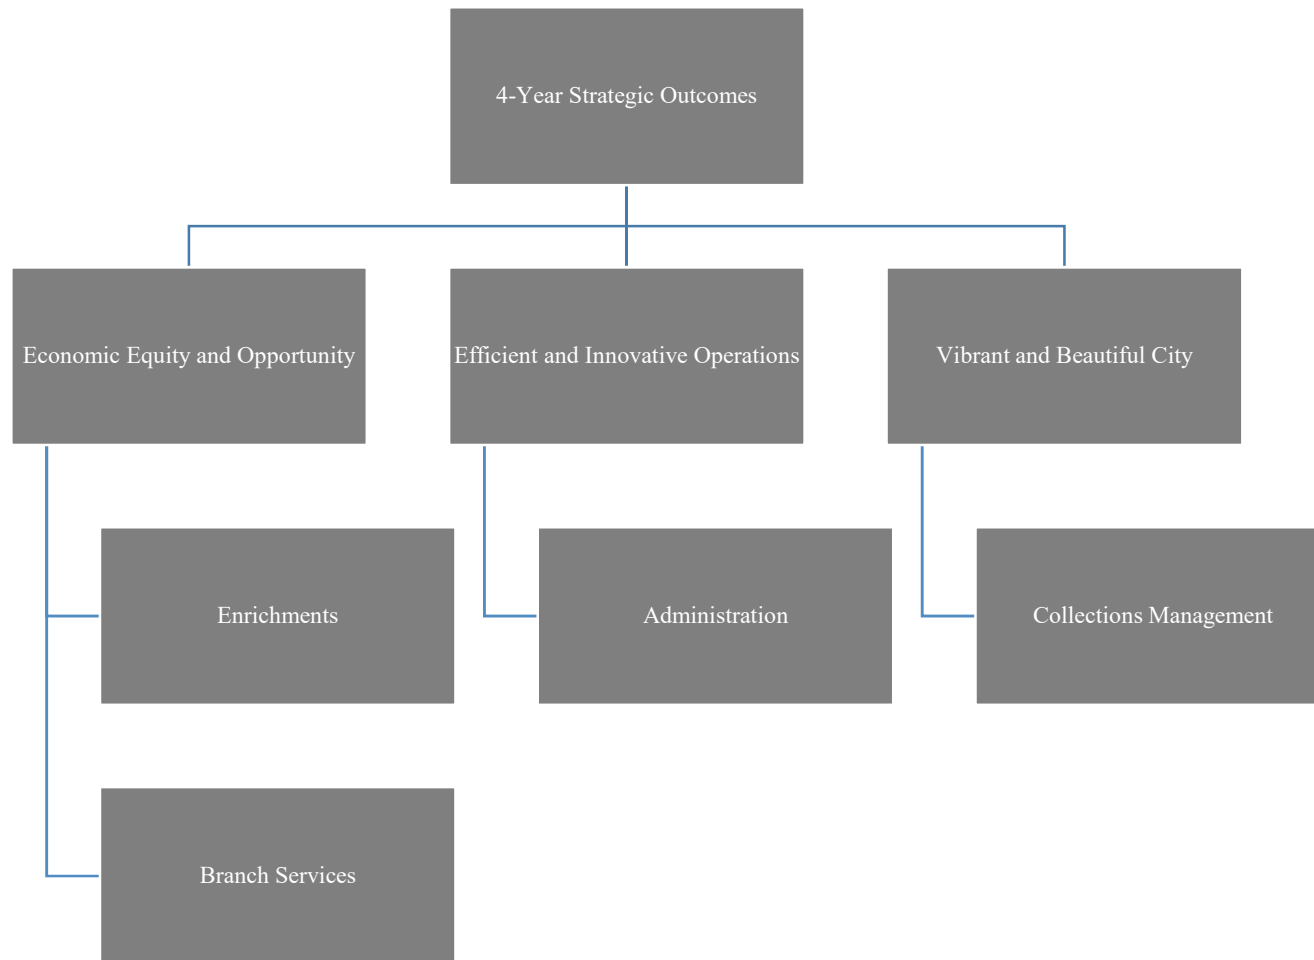 4-Year Strategic Outcomes
Economic Equity and Opportunity
Efficient and Innovative Operations
Vibrant and Beautiful City
Enrichments
Administration
Collections Management
Branch Services